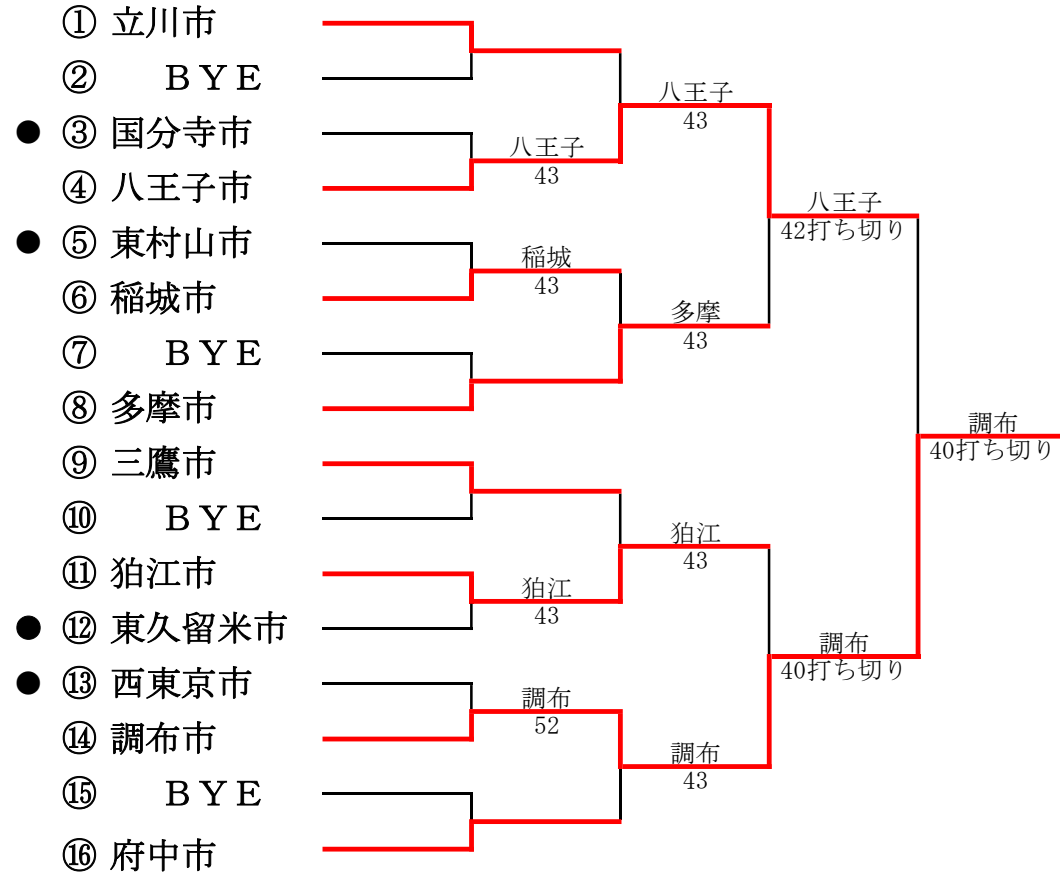 ① 立川市
② ＢＹＥ
● ③ 国分寺市
④ 八王子市
● ⑤ 東村山市
⑥ 稲城市
⑦ ＢＹＥ
⑧ 多摩市
⑨ 三鷹市
⑩ ＢＹＥ
⑪ 狛江市
● ⑫ 東久留米市
● ⑬ 西東京市
⑭ 調布市
⑮ ＢＹＥ
⑯ 府中市
八王子
43
稲城
43
狛江
43
調布
52
八王子
43
多摩
43
狛江
43
調布
43
八王子
42打ち切り
調布
40打ち切り
調布
40打ち切り